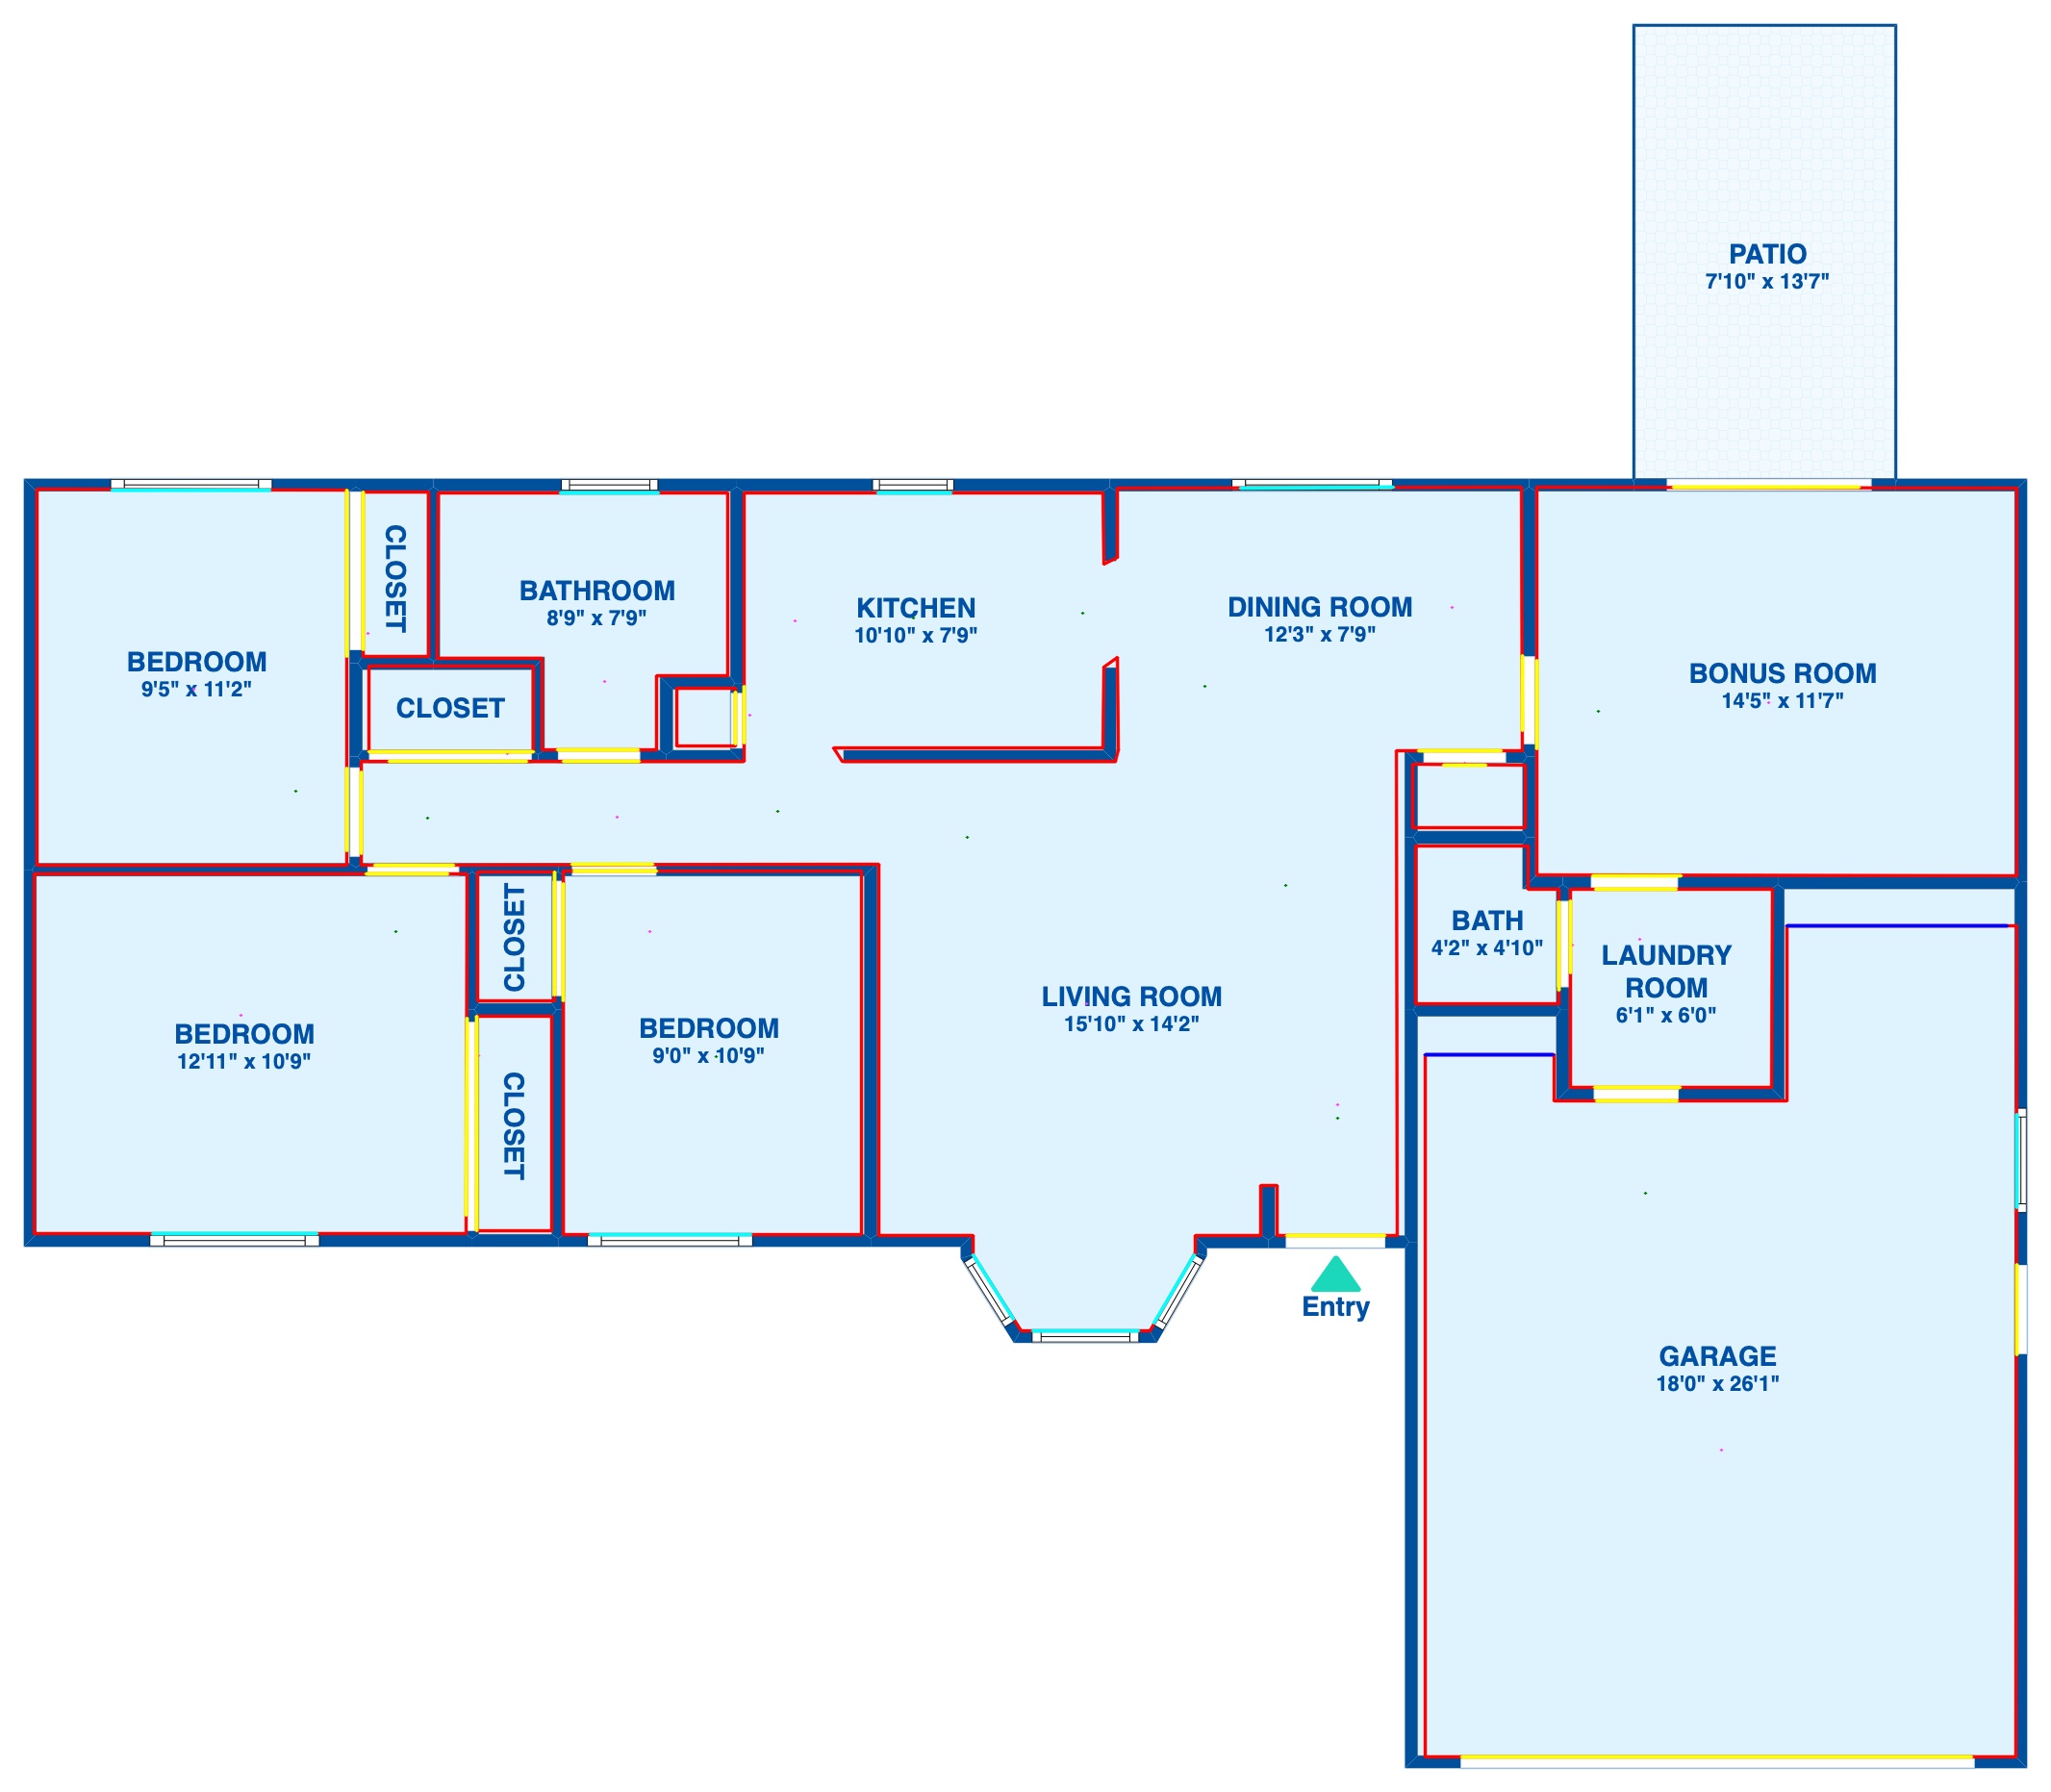 PATIO
7'10" x 13'7"
CLOSET
BATHROOM
8'9" x 7'9"
KITCHEN
10'10" x 7'9"
DINING ROOM
12'3" x 7'9"
BEDROOM
9'5" x 11'2"
CLOSET
BONUS ROOM
14'5" x 11'7"
CLOSET
BATH
4'2" x 4'10"
LAUNDRY
ROOM
6'1" x 6'0"
LIVING ROOM
15'10" x 14'2"
BEDROOM
12'11" x 10'9"
BEDROOM
9'0" x 10'9"
CLOSET
Entry
GARAGE
18'0" x 26'1"